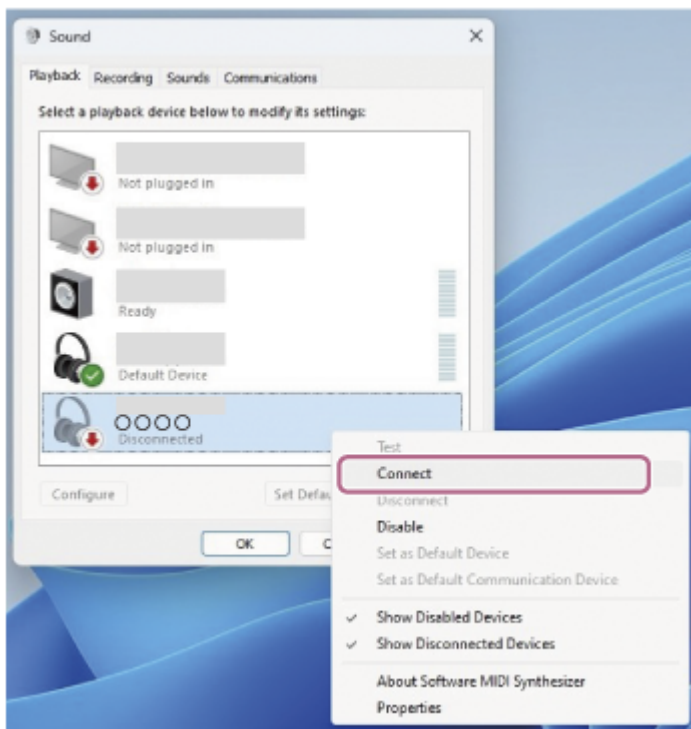 Sound
Playback Recording Sounds Communications
Select a playback device below to modify its settings:
Not plugged in
Not plugged in
Ready
Default Device
○○○○
Disconnected
Configure
Set Defau
OK
C
Test
Connect
Disconnect
Disable
Set as Default Device
Set as Default Communication Device
Show Disabled Devices
Show Disconnected Devices
About Software MIDI Synthesizer
Properties